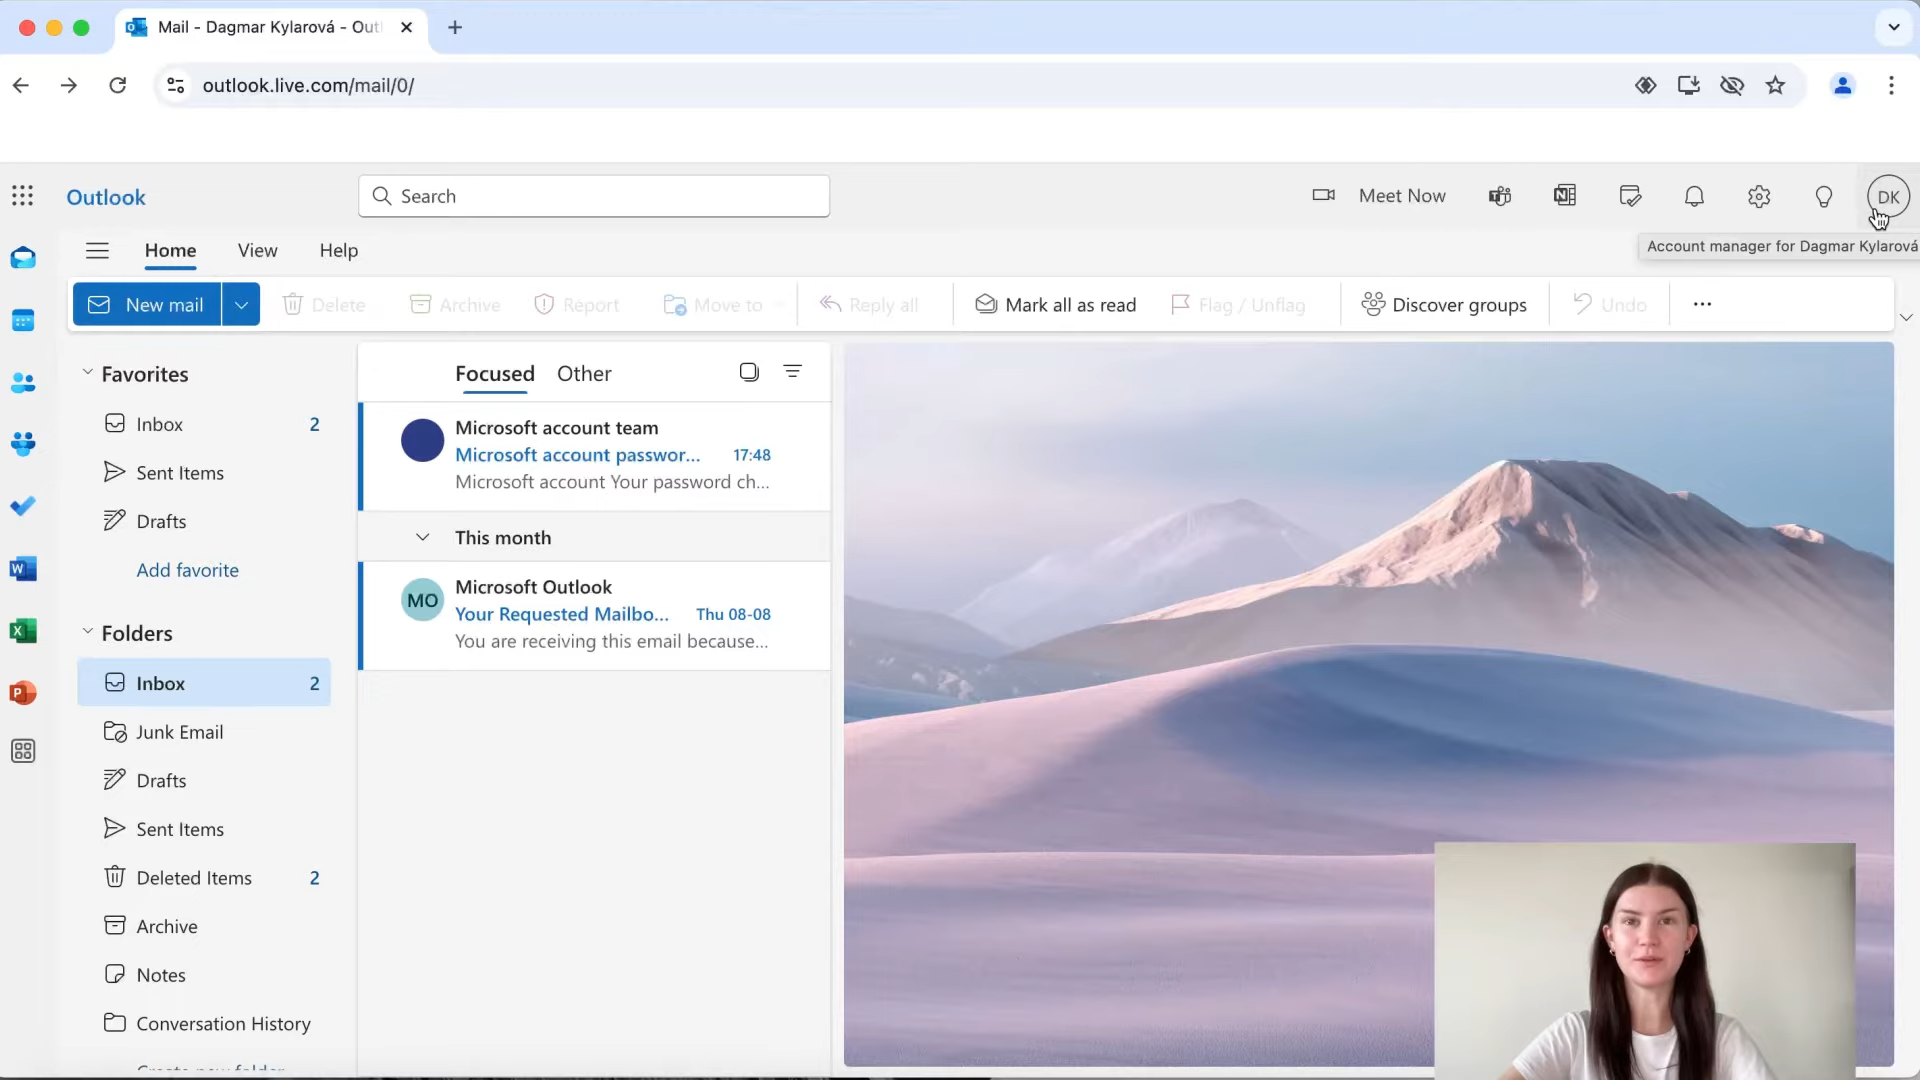 Mail - Dagmar Kylarová - Out
outlook.live.com/mail/0/
Outlook
Search
Meet Now
DK
Account manager for Dagmar Kylarová
Home View Help
New mail Delete Archive Report Move to Reply all Mark all as read Flag / Unflag Discover groups Undo
Favorites
Inbox 2
Sent Items
Drafts
Add favorite
Folders
Inbox 2
Junk Email
Drafts
Sent Items
Deleted Items 2
Archive
Notes
Conversation History
Create new folder
Focused Other
Microsoft account team
Microsoft account passwor... 17:48
Microsoft account Your password ch...
This month
MO
Microsoft Outlook
Your Requested Mailbo... Thu 08-08
You are receiving this email because...